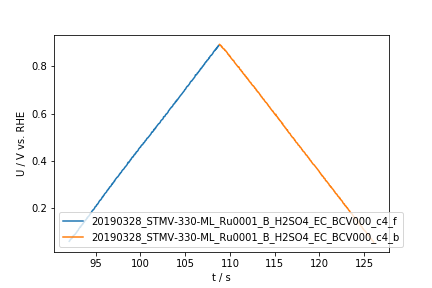 U / V vs. RHE
0.8
0.6
0.4
0.2
20190328_STMV-330-ML_Ru0001_B_H2SO4_EC_BCV000_c4_f
20190328_STMV-330-ML_Ru0001_B_H2SO4_EC_BCV000_c4_b
95 100 105 110 115 120 125
t / s